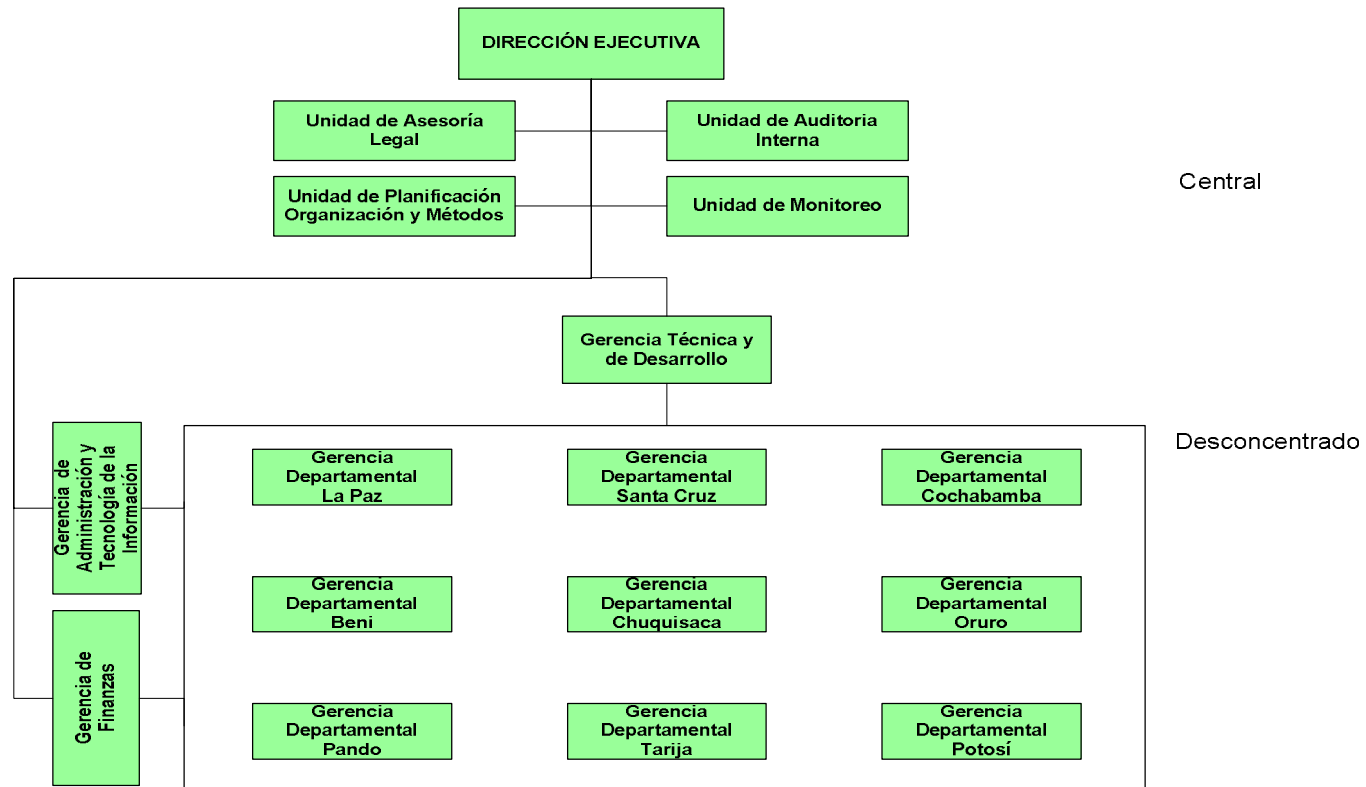 DIRECCIÓN EJECUTIVA
Unidad de Asesoría
Legal
Unidad de Auditoria
Interna
Unidad de Planificación
Organización y Métodos
Unidad de Monitoreo
Central
Gerencia Técnica y
de Desarrollo
Desconcentrado
Gerencia de
Administración y
Tecnología de la
Información
Gerencia
Departamental
La Paz
Gerencia
Departamental
Santa Cruz
Gerencia
Departamental
Cochabamba
Gerencia
Departamental
Beni
Gerencia
Departamental
Chuquisaca
Gerencia
Departamental
Oruro
Gerencia de
Finanzas
Gerencia
Departamental
Pando
Gerencia
Departamental
Tarija
Gerencia
Departamental
Potosí